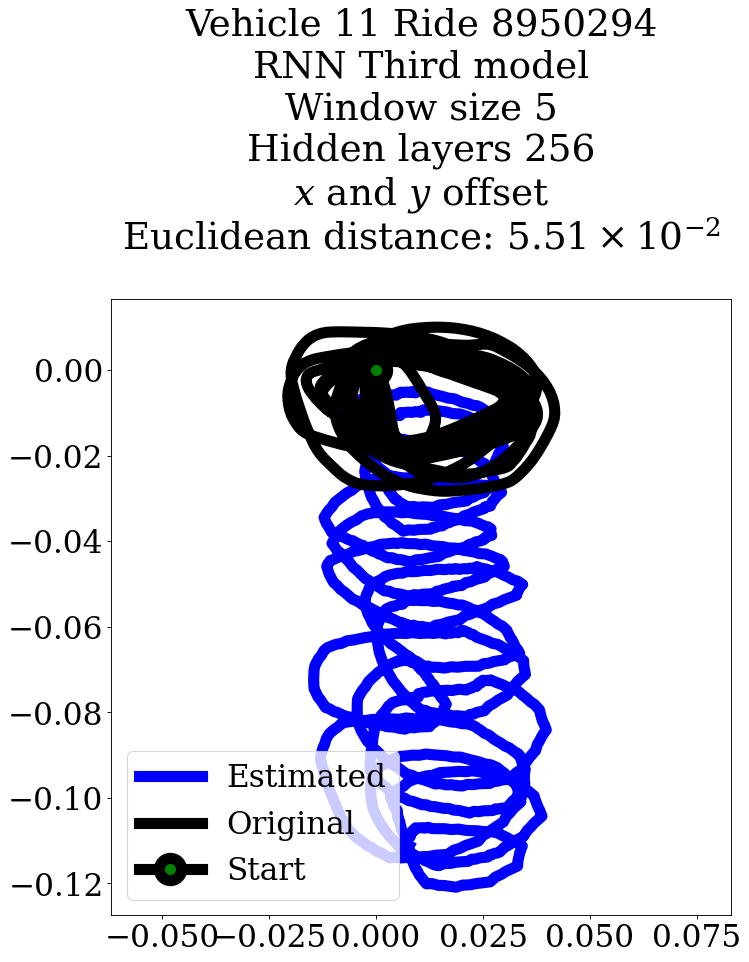 Vehicle 11 Ride 8950294
RNN Third model
Window size 5
Hidden layers 256
x and y offset
Euclidean distance: 5.51 × 10⁻²
0.00
−0.02
−0.04
−0.06
−0.08
−0.10
−0.12
Estimated
Original
Start
−0.050 −0.025 0.000 0.025 0.050 0.075